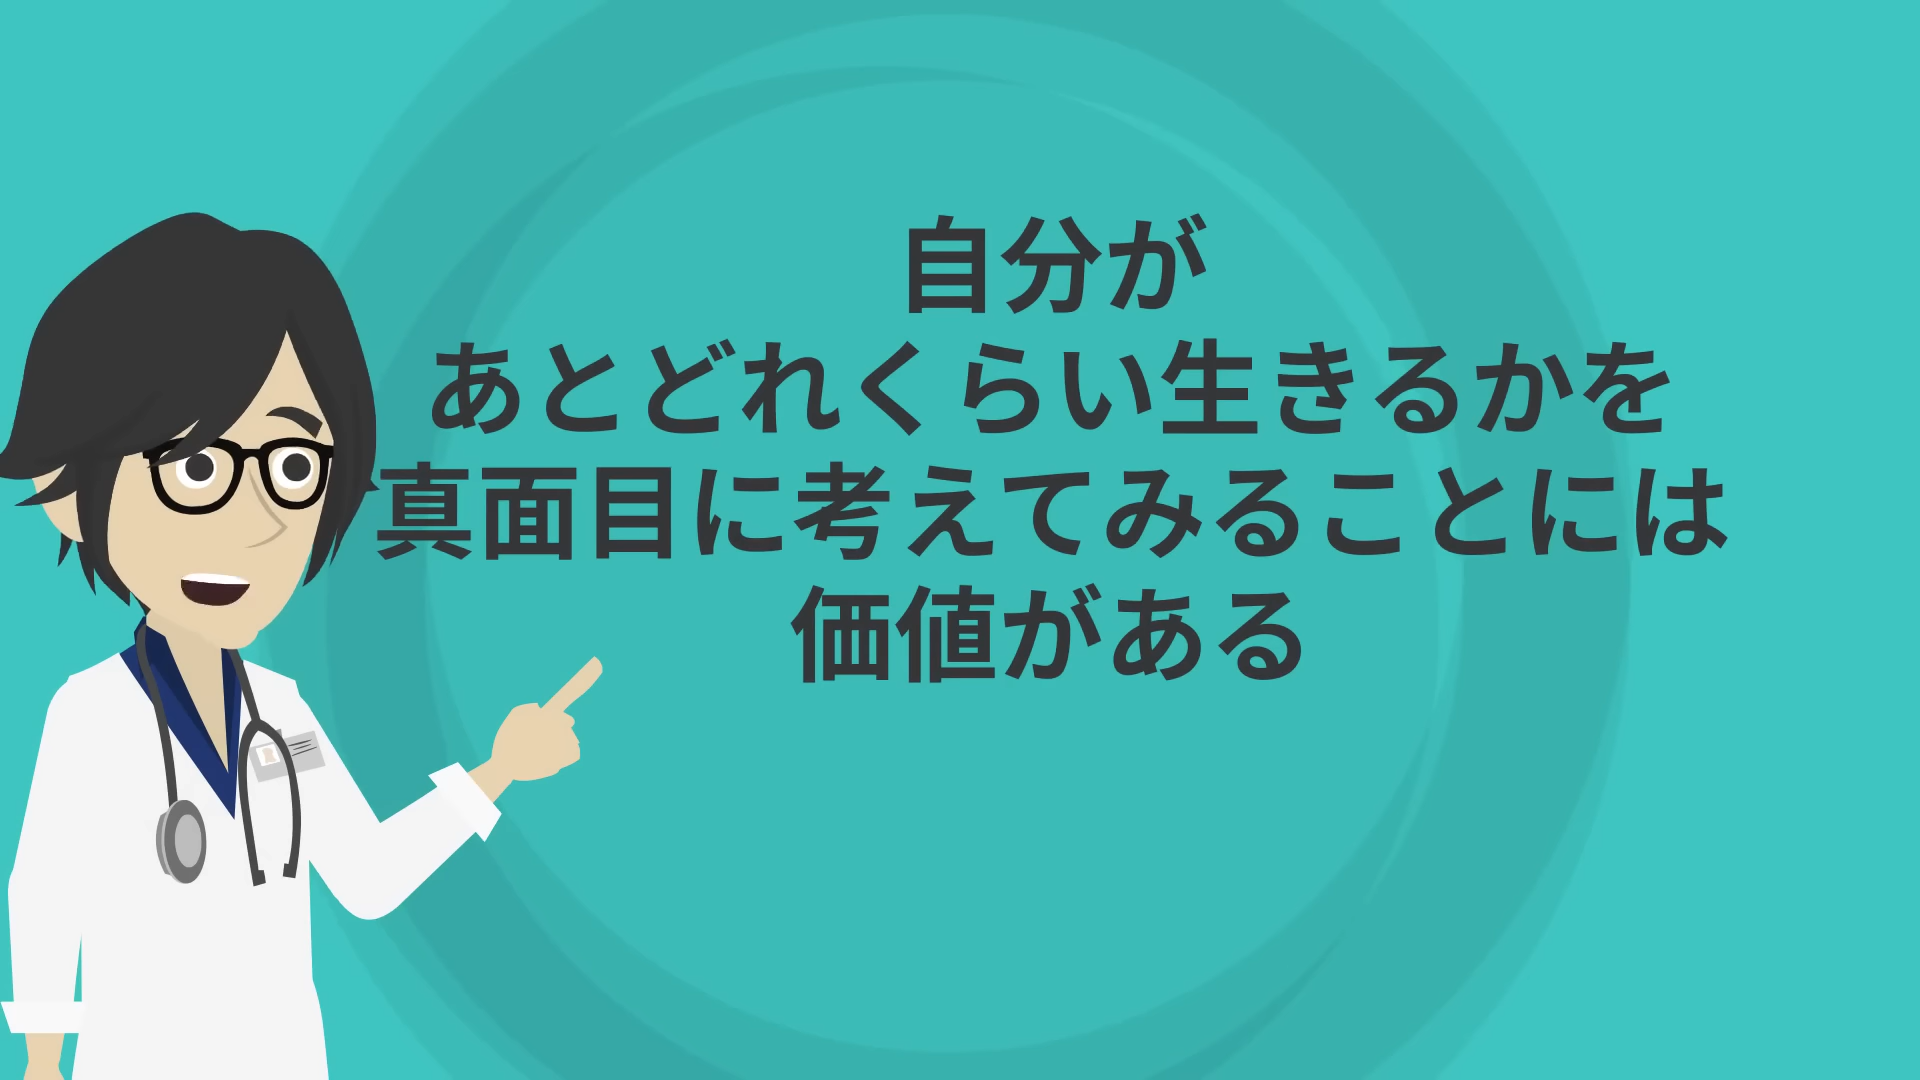 自分が
あとどれくらい生きるかを
真面目に考えてみることには
価値がある